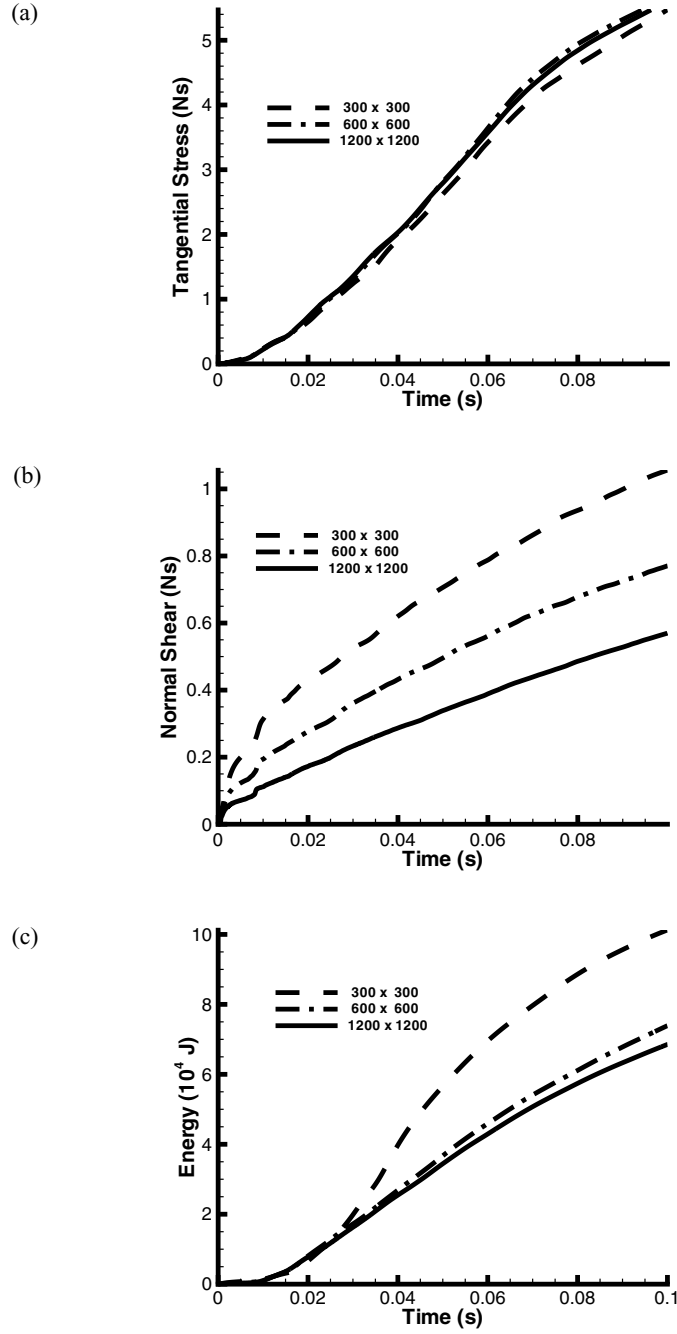 (a)
Tangential Stress (Ns)
5
4
3
2
1
0
300 x 300
600 x 600
1200 x 1200
0 0.02 0.04 0.06 0.08
Time (s)
(b)
Normal Shear (Ns)
1
0.8
0.6
0.4
0.2
0
300 x 300
600 x 600
1200 x 1200
0 0.02 0.04 0.06 0.08
Time (s)
(c)
Energy (10⁴ J)
10
8
6
4
2
0
300 x 300
600 x 600
1200 x 1200
0 0.02 0.04 0.06 0.08 0.1
Time (s)